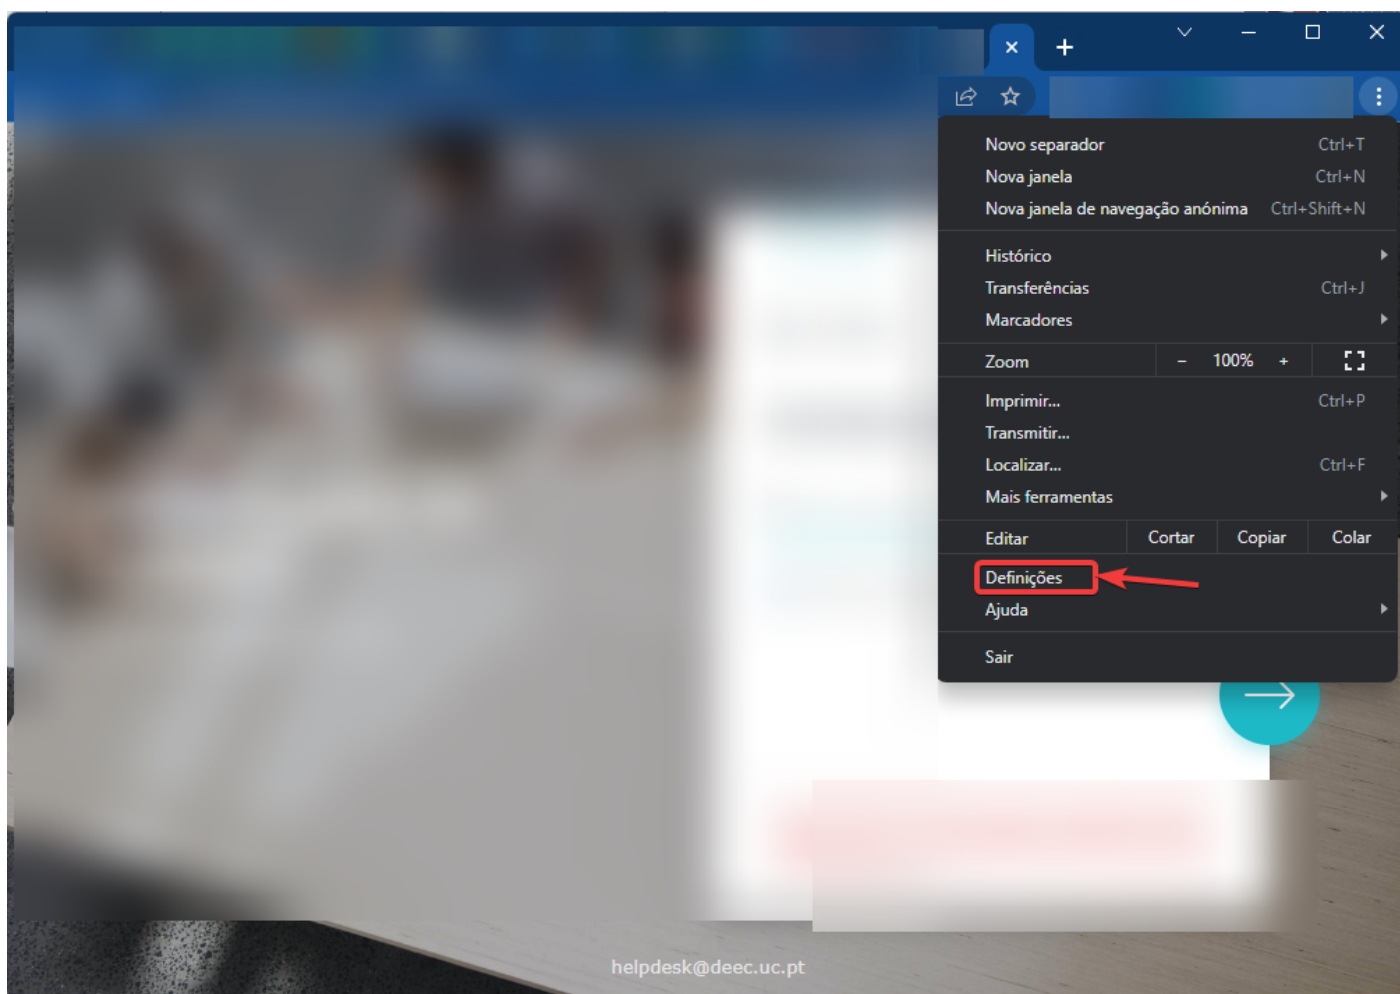 Novo separador Ctrl+T
Nova janela Ctrl+N
Nova janela de navegação anónima Ctrl+Shift+N
Histórico
Transferências Ctrl+J
Marcadores
Zoom - 100% +
Imprimir... Ctrl+P
Transmitir...
Localizar... Ctrl+F
Mais ferramentas
Editar Cortar Copiar Colar
Definições
Ajuda
Sair
helpdesk@deec.uc.pt